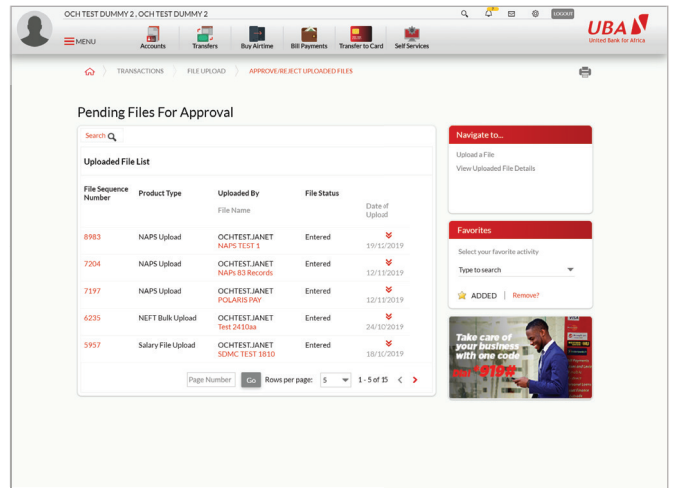 OCH TEST DUMMY 2 , OCH TEST DUMMY 2
LOGOUT
MENU
Accounts
Transfers
Buy Airtime
Bill Payments
Transfer to Card
Self Services
UBA
United Bank for Africa
TRANSACTIONS
FILE UPLOAD
APPROVE/REJECT UPLOADED FILES
Pending Files For Approval
Search
Uploaded File List
File Sequence Number
Product Type
Uploaded By
File Name
File Status
Date of Upload
8983 NAPS Upload OCHTEST.JANET Entered
NAPS TEST 1 19/11/2019
7204 NAPS Upload OCHTEST.JANET Entered
NAPs 83 Records 12/11/2019
7197 NAPS Upload OCHTEST.JANET Entered
POLARIS PAY 12/11/2019
6235 NEFT Bulk Upload OCHTEST.JANET Entered
Test 2410aa 24/10/2019
5957 Salary File Upload OCHTEST.JANET Entered
SDMC TEST 1810 18/10/2019
Page Number Go Rows per page: 5 1 - 5 of 15
Navigate to...
Upload a File
View Uploaded File Details
Favorites
Select your favorite activity
Type to search
ADDED | Remove?
Take care of
your business
with one code
*919#